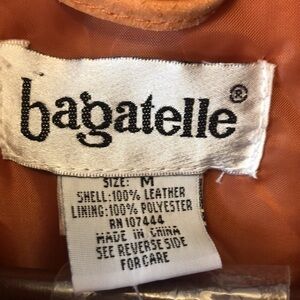 bagatelle®
SIZE: M
SHELL:100% LEATHER
LINING:100% POLYESTER
RN 107444
MADE IN CHINA
SEE REVERSE SIDE
FOR CARE